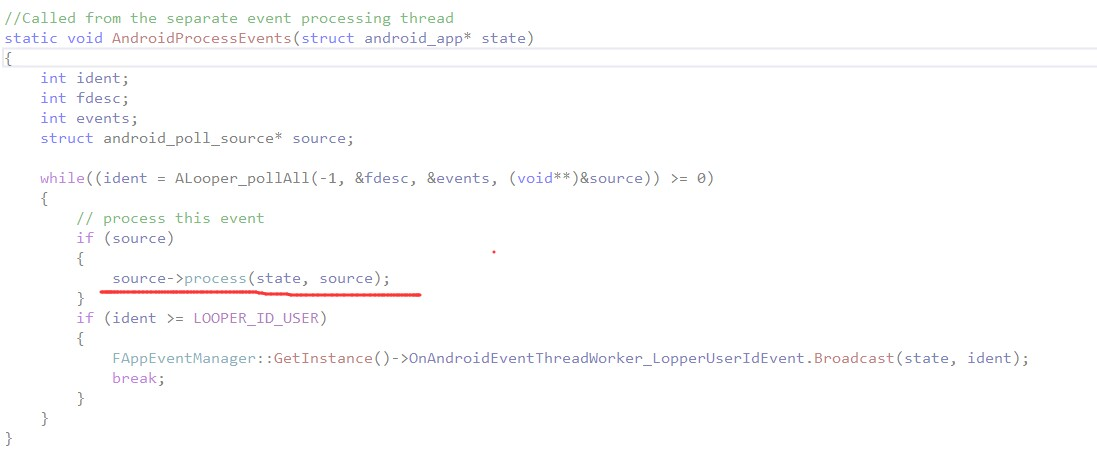 //Called from the separate event processing thread
static void AndroidProcessEvents(struct android_app* state)
{
    int ident;
    int fdesc;
    int events;
    struct android_poll_source* source;

    while((ident = ALooper_pollAll(-1, &fdesc, &events, (void**)&source)) >= 0)
    {
        // process this event
        if (source)
        {
            source->process(state, source);
        }
        if (ident >= LOOPER_ID_USER)
        {
            FAppEventManager::GetInstance()->OnAndroidEventThreadWorker_LopperUserIdEvent.Broadcast(state, ident);
            break;
        }
    }
}